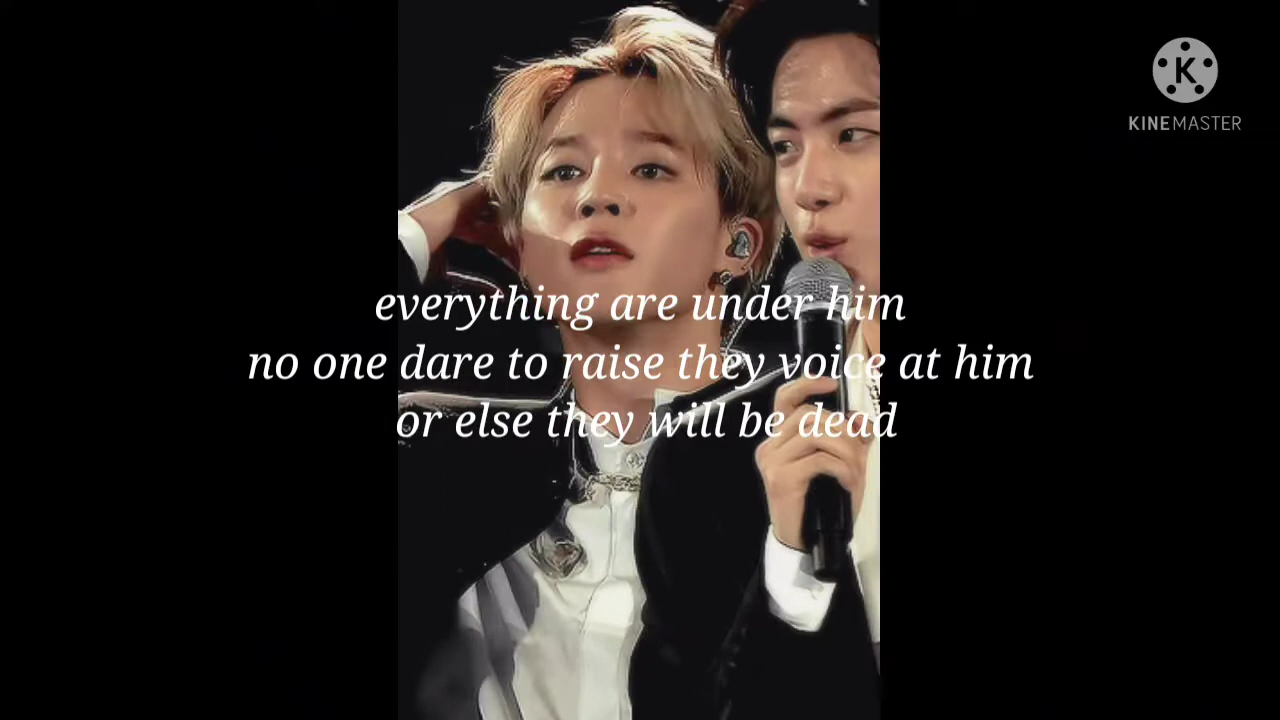 K
KINEMASTER
everything are under him
no one dare to raise they voice at him
or else they will be dead